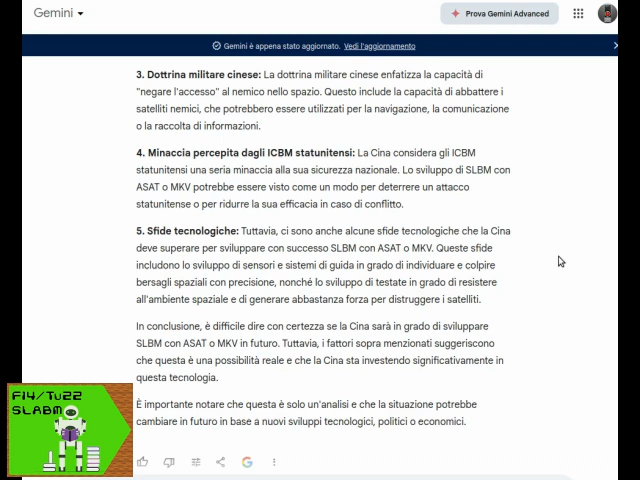 Gemini
Prova Gemini Advanced
Gemini è appena stato aggiornato. Vedi l'aggiornamento
3. Dottrina militare cinese: La dottrina militare cinese enfatizza la capacità di
"negare l'accesso" al nemico nello spazio. Questo include la capacità di abbattere i
satelliti nemici, che potrebbero essere utilizzati per la navigazione, la comunicazione
o la raccolta di informazioni.
4. Minaccia percepita dagli ICBM statunitensi: La Cina considera gli ICBM
statunitensi una seria minaccia alla sua sicurezza nazionale. Lo sviluppo di SLBM con
ASAT o MKV potrebbe essere visto come un modo per deterrere un attacco
statunitense o per ridurre la sua efficacia in caso di conflitto.
5. Sfide tecnologiche: Tuttavia, ci sono anche alcune sfide tecnologiche che la Cina
deve superare per sviluppare con successo SLBM con ASAT o MKV. Queste sfide
includono lo sviluppo di sensori e sistemi di guida in grado di individuare e colpire
bersagli spaziali con precisione, nonché lo sviluppo di testate in grado di resistere
all'ambiente spaziale e di generare abbastanza forza per distruggere i satelliti.
In conclusione, è difficile dire con certezza se la Cina sarà in grado di sviluppare
SLBM con ASAT o MKV in futuro. Tuttavia, i fattori sopra menzionati suggeriscono
che questa è una possibilità reale e che la Cina sta investendo significativamente in
questa tecnologia.
È importante notare che questa è solo un'analisi e che la situazione potrebbe
cambiare in futuro in base a nuovi sviluppi tecnologici, politici o economici.
F14/TU22
SLABM